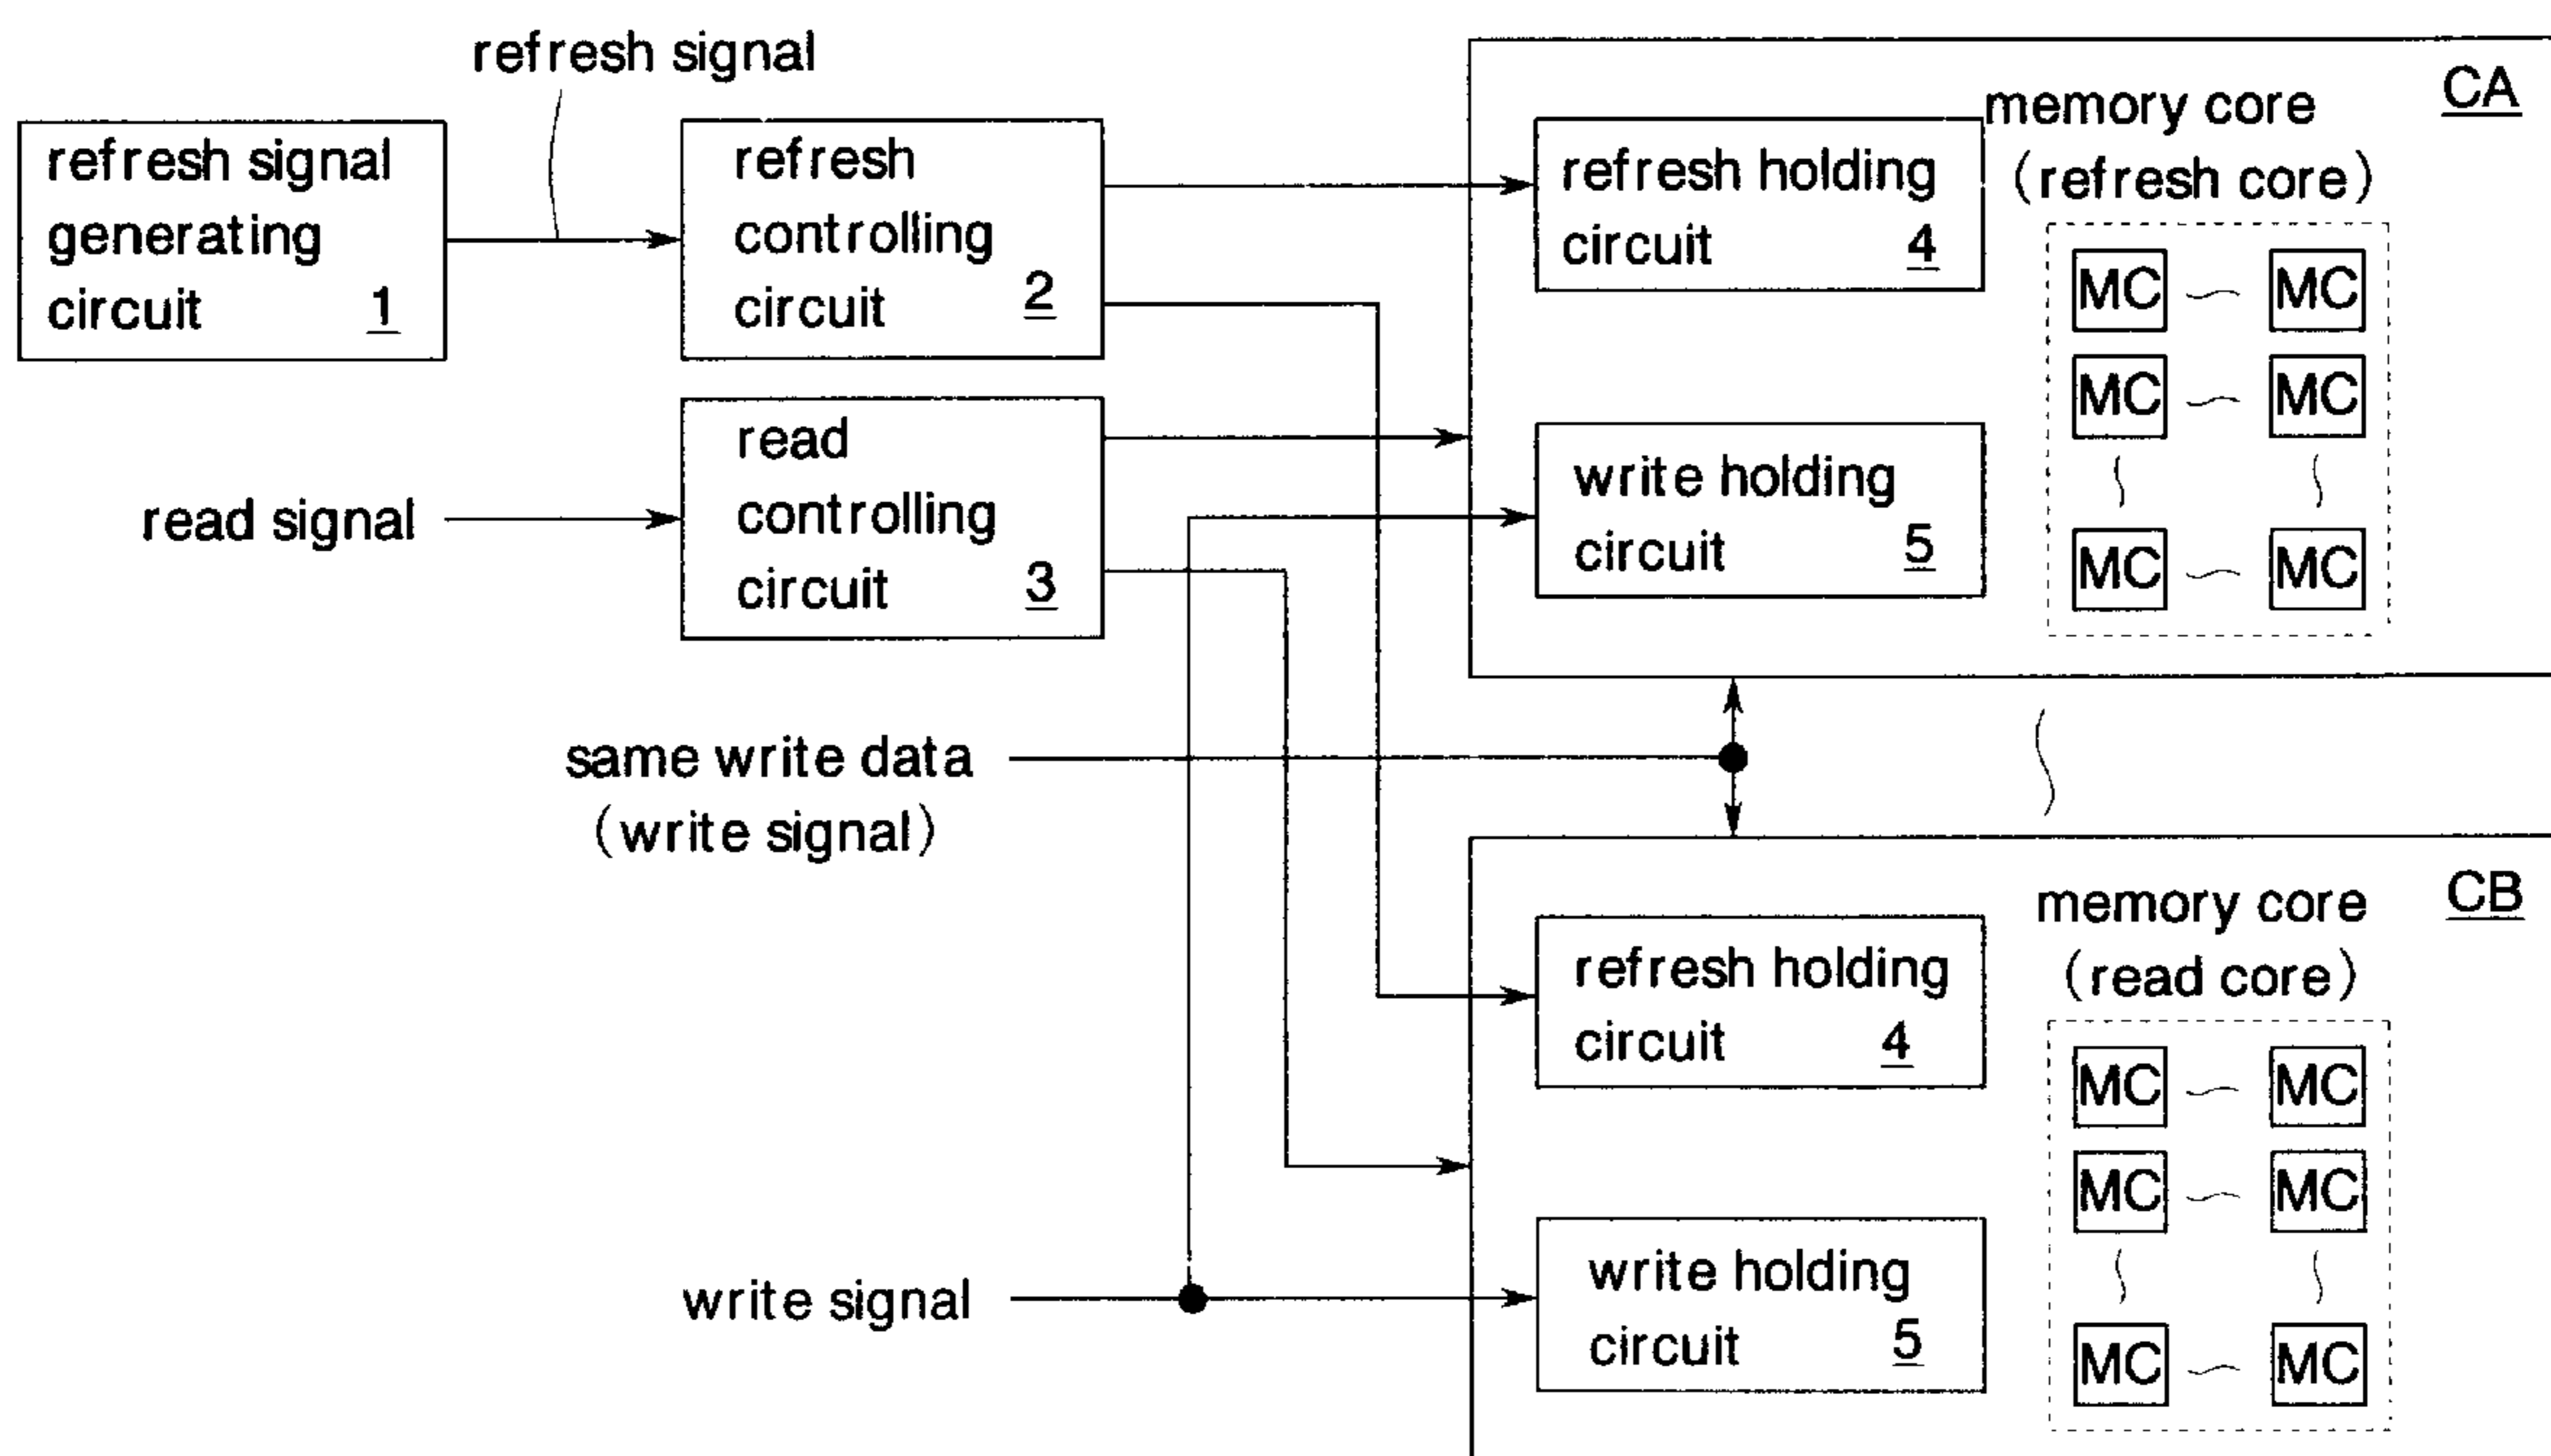 refresh signal
refresh signal
generating
circuit 1
refresh
controlling
circuit 2
read signal
read
controlling
circuit 3
same write data
(write signal)
write signal
CA
memory core
(refresh core)
refresh holding
circuit 4
write holding
circuit 5
MC MC
MC MC
MC MC
CB
memory core
(read core)
refresh holding
circuit 4
write holding
circuit 5
MC MC
MC MC
MC MC